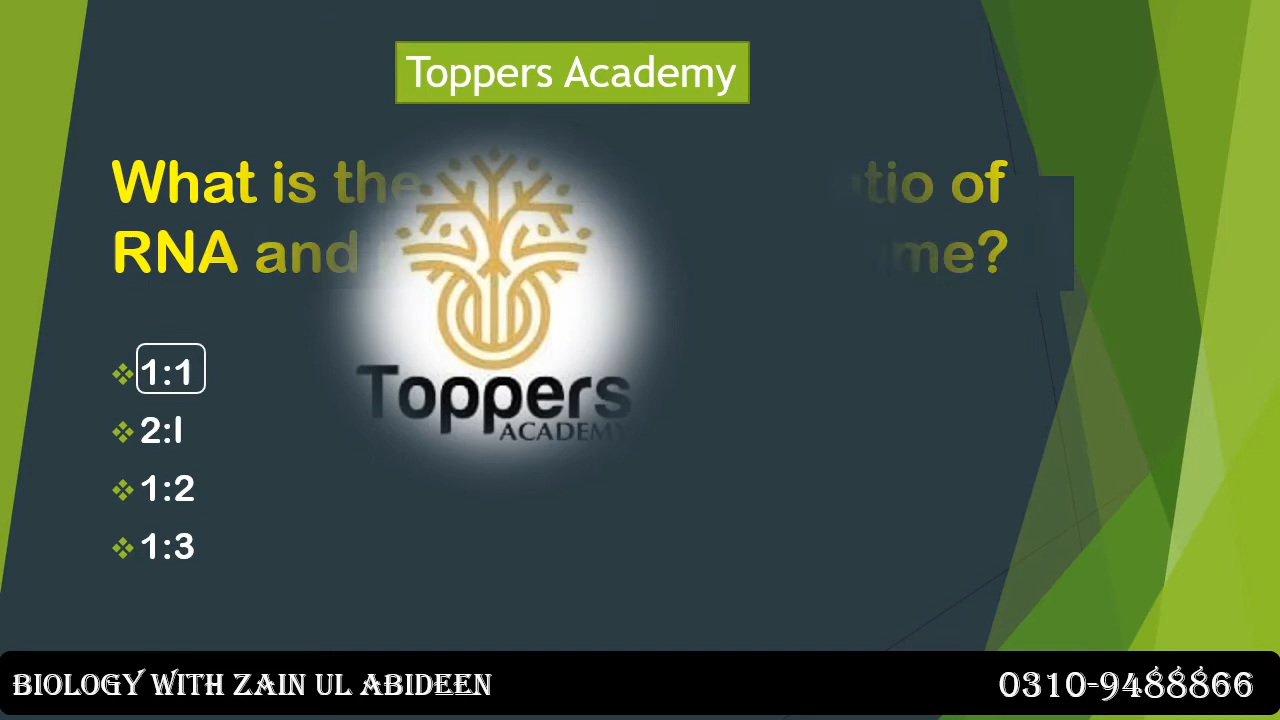 Toppers Academy
What is the tio of
RNA and me?
1:1
2:l
1:2
1:3
Toppers
ACADEMY
BIOLOGY WITH ZAIN UL ABIDEEN
0310-9488866